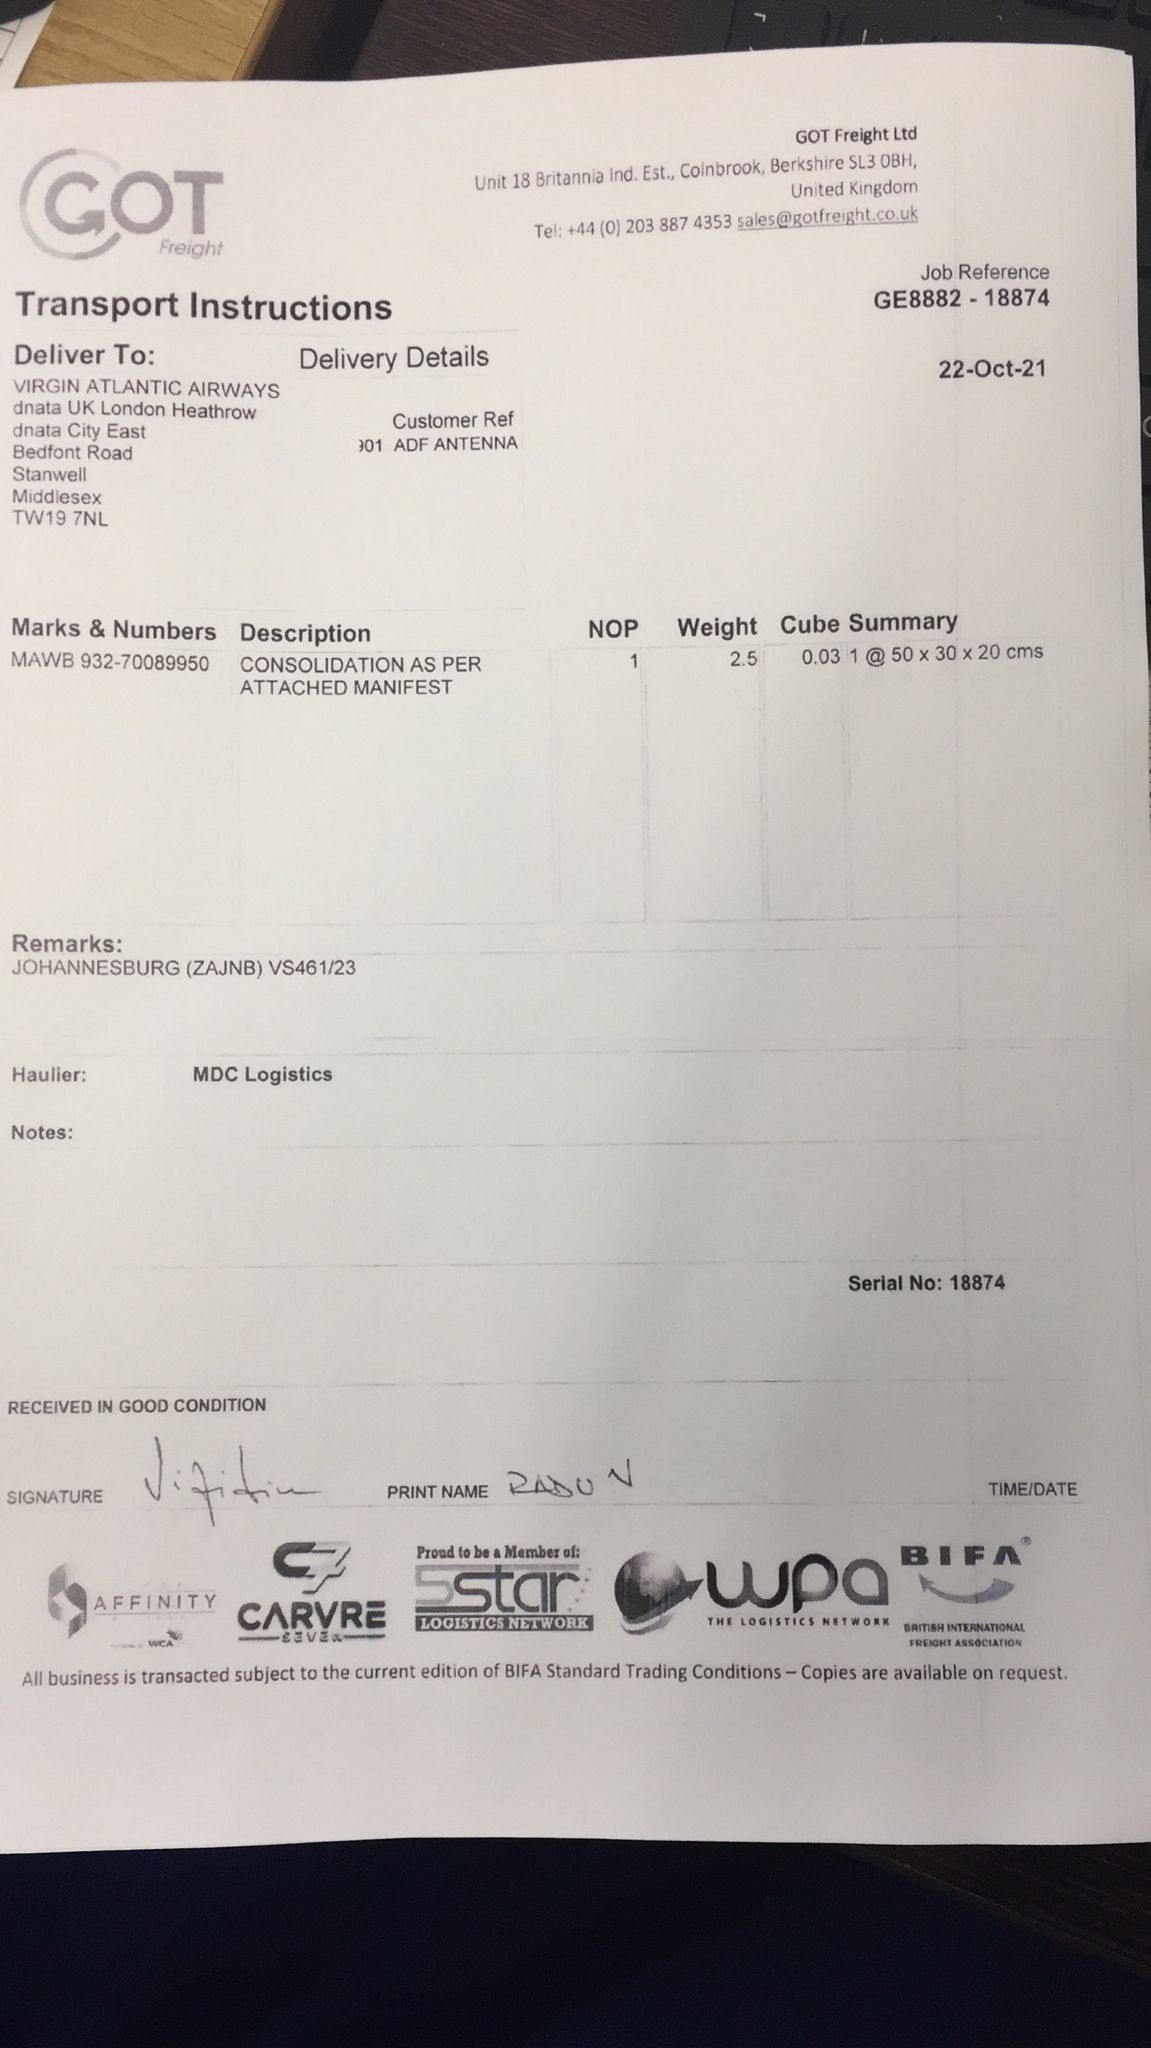 GOT
Freight
GOT Freight Ltd
Unit 18 Britannia Ind. Est., Colnbrook, Berkshire SL3 0BH,
United Kingdom
Tel: +44 (0) 203 887 4353 sales@gotfreight.co.uk
Job Reference
GE8882 - 18874
Transport Instructions
22-Oct-21
Deliver To:
VIRGIN ATLANTIC AIRWAYS
dnata UK London Heathrow
dnata City East
Bedfont Road
Stanwell
Middlesex
TW19 7NL
Delivery Details
Customer Ref
901 ADF ANTENNA
Marks & Numbers Description NOP Weight Cube Summary
MAWB 932-70089950 CONSOLIDATION AS PER 1 2.5 0.03 1 @ 50 x 30 x 20 cms
ATTACHED MANIFEST
Remarks:
JOHANNESBURG (ZAJNB) VS461/23
Haulier: MDC Logistics
Notes:
Serial No: 18874
RECEIVED IN GOOD CONDITION
SIGNATURE PRINT NAME RADU N TIME/DATE
AFFINITY
WCA
CARVRE
SEVEN
Proud to be a Member of:
5star
LOGISTICS NETWORK
wpa
THE LOGISTICS NETWORK
BIFA®
BRITISH INTERNATIONAL
FREIGHT ASSOCIATION
All business is transacted subject to the current edition of BIFA Standard Trading Conditions – Copies are available on request.